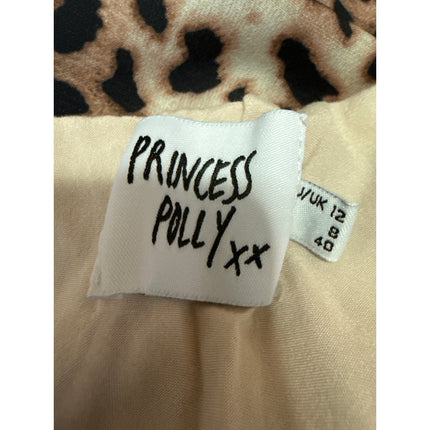 PRINCESS
POLLY xx
/UK 12
8
40